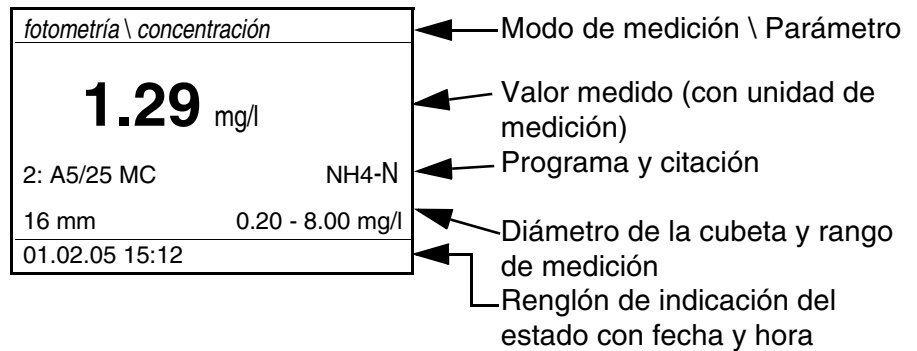 fotometría \ concentración
Modo de medición \ Parámetro
1.29 mg/l
Valor medido (con unidad de
medición)
2: A5/25 MC NH4-N
Programa y citación
16 mm 0.20 - 8.00 mg/l
Diámetro de la cubeta y rango
de medición
01.02.05 15:12
Renglón de indicación del
estado con fecha y hora